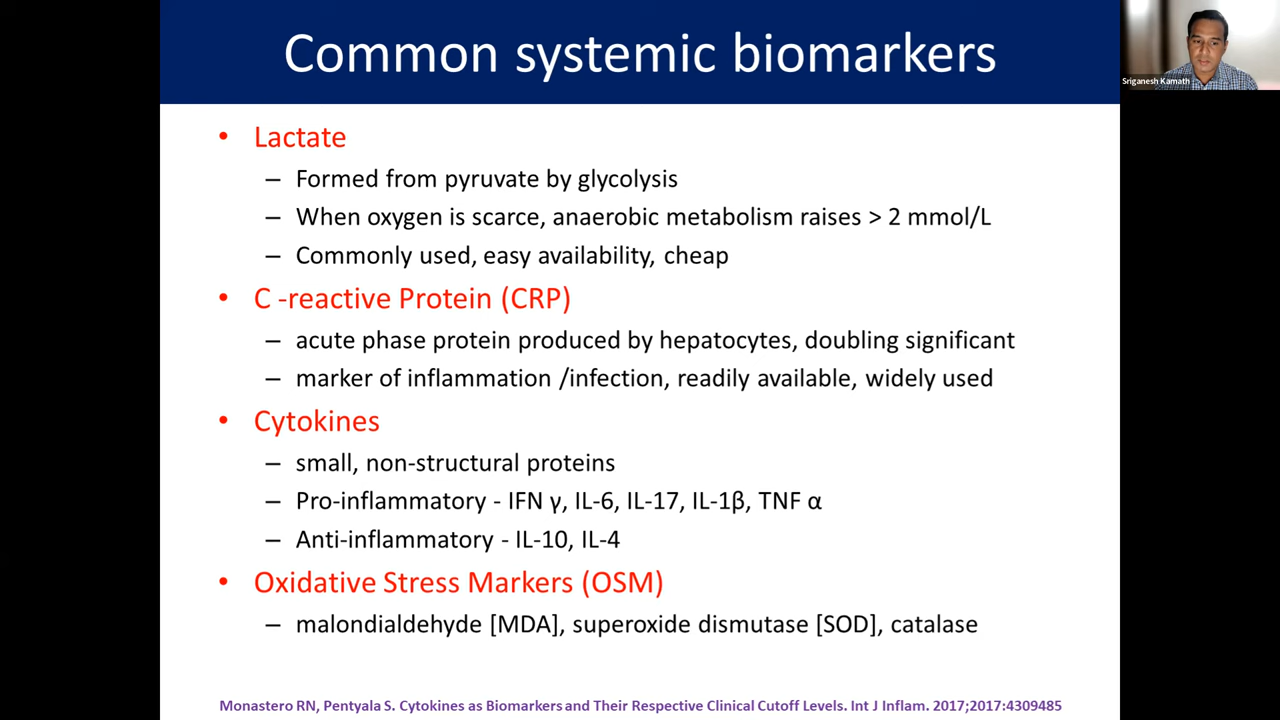 Common systemic biomarkers
Sriganesh Kamath
• Lactate
– Formed from pyruvate by glycolysis
– When oxygen is scarce, anaerobic metabolism raises > 2 mmol/L
– Commonly used, easy availability, cheap
• C -reactive Protein (CRP)
– acute phase protein produced by hepatocytes, doubling significant
– marker of inflammation /infection, readily available, widely used
• Cytokines
– small, non-structural proteins
– Pro-inflammatory - IFN γ, IL-6, IL-17, IL-1β, TNF α
– Anti-inflammatory - IL-10, IL-4
• Oxidative Stress Markers (OSM)
– malondialdehyde [MDA], superoxide dismutase [SOD], catalase
Monastero RN, Pentyala S. Cytokines as Biomarkers and Their Respective Clinical Cutoff Levels. Int J Inflam. 2017;2017:4309485